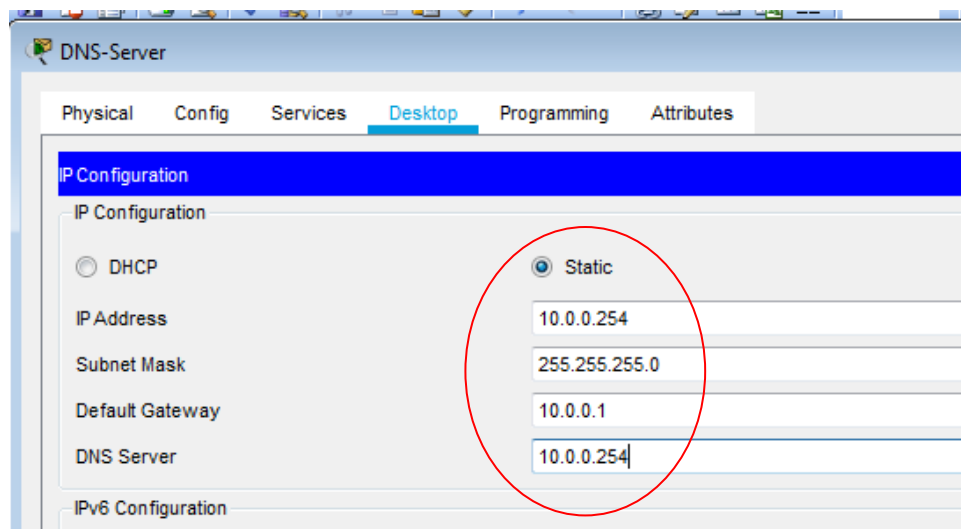 DNS-Server
Physical Config Services Desktop Programming Attributes
IP Configuration
IP Configuration
DHCP Static
IP Address 10.0.0.254
Subnet Mask 255.255.255.0
Default Gateway 10.0.0.1
DNS Server 10.0.0.254
IPv6 Configuration